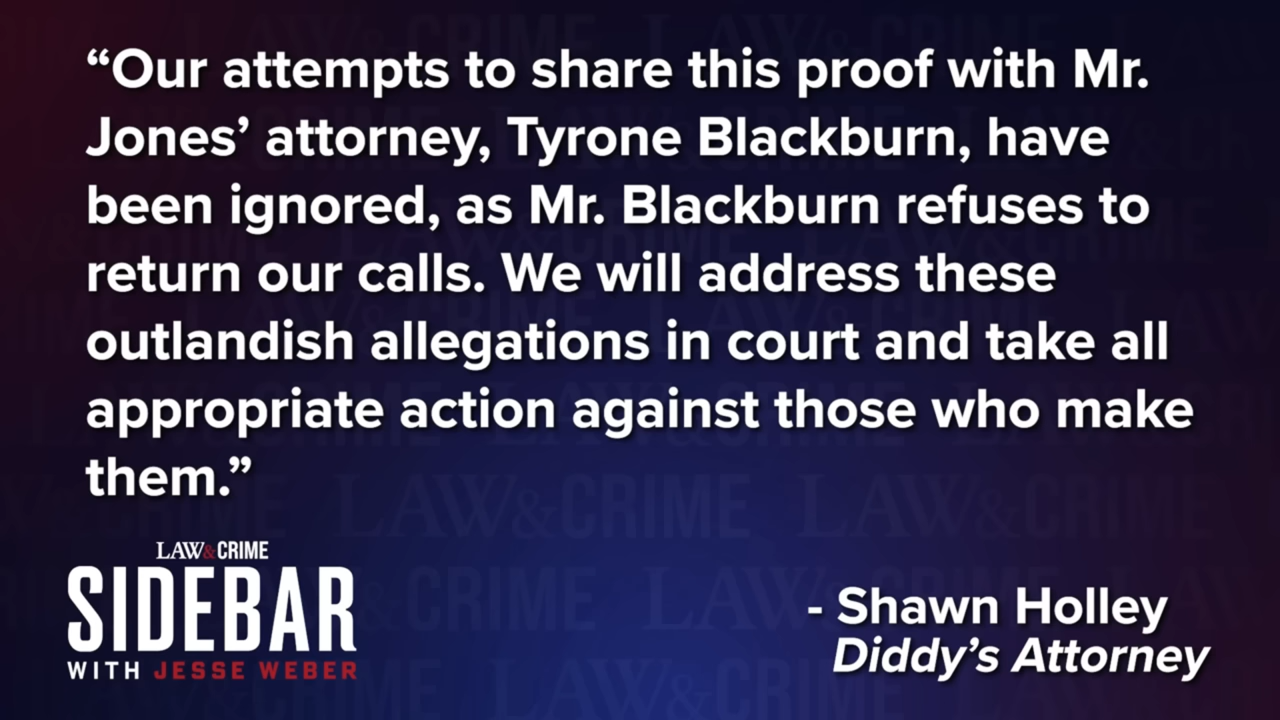 “Our attempts to share this proof with Mr.
Jones’ attorney, Tyrone Blackburn, have
been ignored, as Mr. Blackburn refuses to
return our calls. We will address these
outlandish allegations in court and take all
appropriate action against those who make
them.”
LAW&CRIME
SIDEBAR
WITH JESSE WEBER
- Shawn Holley
Diddy’s Attorney